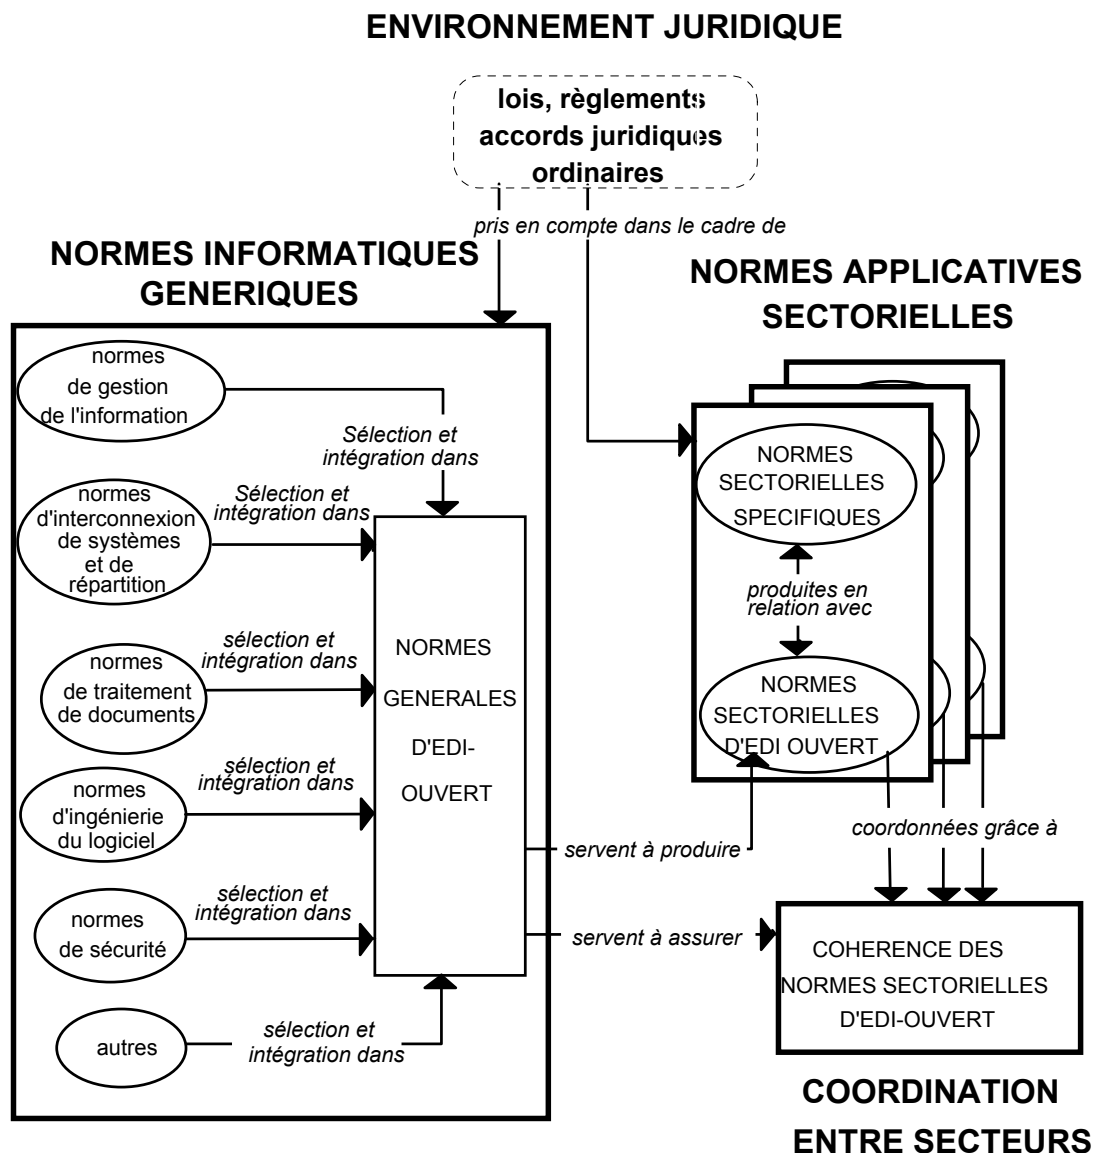 ENVIRONNEMENT JURIDIQUE
lois, règlements
accords juridiques
ordinaires
pris en compte dans le cadre de
NORMES INFORMATIQUES
GENERIQUES
NORMES APPLICATIVES
SECTORIELLES
normes
de gestion
de l'information
Sélection et
intégration dans
normes
d'interconnexion
de systèmes
et de
répartition
Sélection et
intégration dans
normes
de traitement
de documents
sélection et
intégration dans
normes
d'ingénierie
du logiciel
sélection et
intégration dans
normes
de sécurité
sélection et
intégration dans
autres
sélection et
intégration dans
NORMES
GENERALES
D'EDI-
OUVERT
servent à produire
servent à assurer
NORMES
SECTORIELLES
SPECIFIQUES
produites en
relation avec
NORMES
SECTORIELLES
D'EDI OUVERT
coordonnées grâce à
COHERENCE DES
NORMES SECTORIELLES
D'EDI-OUVERT
COORDINATION
ENTRE SECTEURS